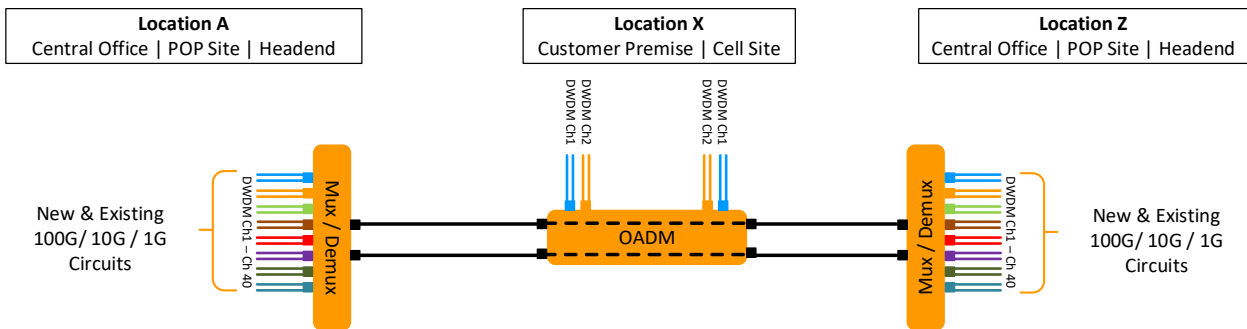 Location A
Central Office | POP Site | Headend
Location X
Customer Premise | Cell Site
Location Z
Central Office | POP Site | Headend
DWDM Ch1
DWDM Ch2
DWDM Ch2
DWDM Ch1
New & Existing
100G/ 10G / 1G
Circuits
DWDM Ch1 – Ch 40
Mux / Demux
OADM
Mux / Demux
DWDM Ch1 – Ch 40
New & Existing
100G/ 10G / 1G
Circuits